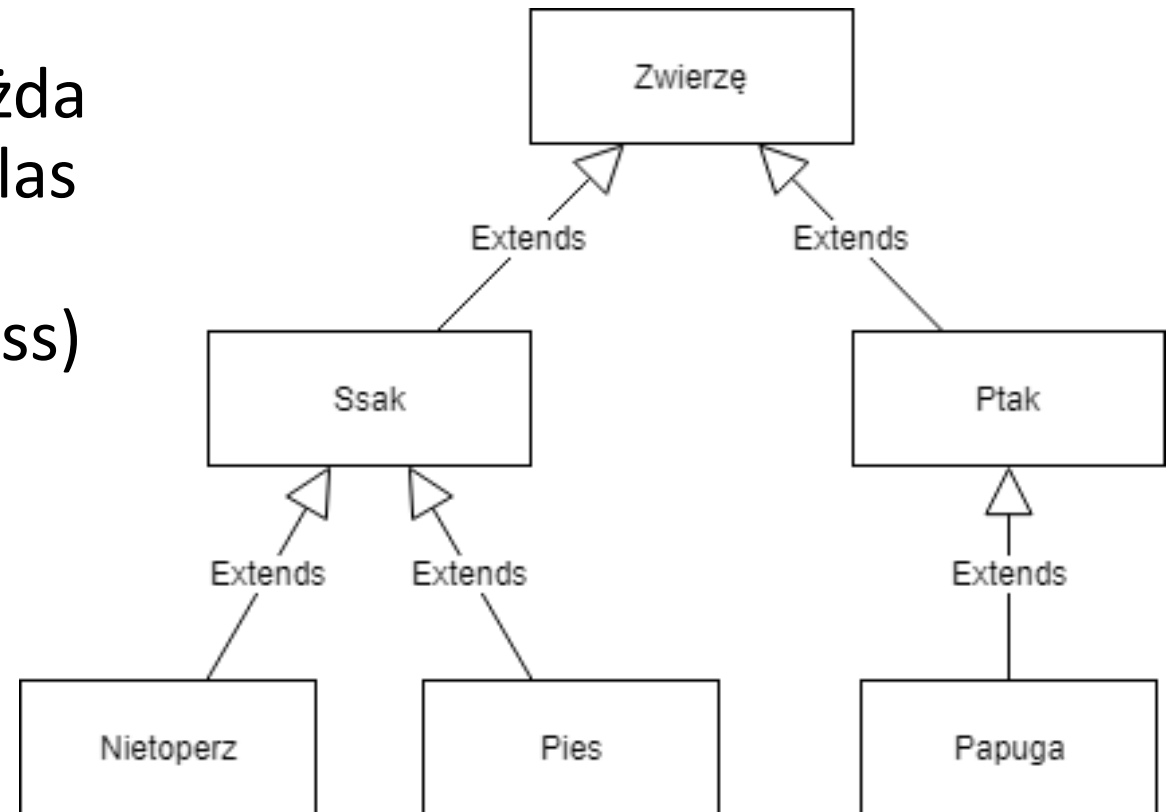 żda
las
ss)
Zwierzę
Extends
Extends
Ssak
Ptak
Extends
Extends
Extends
Nietoperz
Pies
Papuga